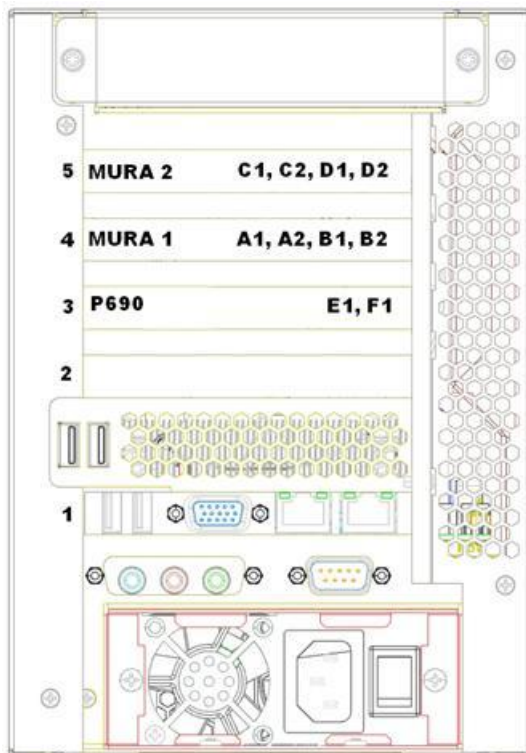 5 MURA 2 C1, C2, D1, D2
4 MURA 1 A1, A2, B1, B2
3 P690 E1, F1
2
1